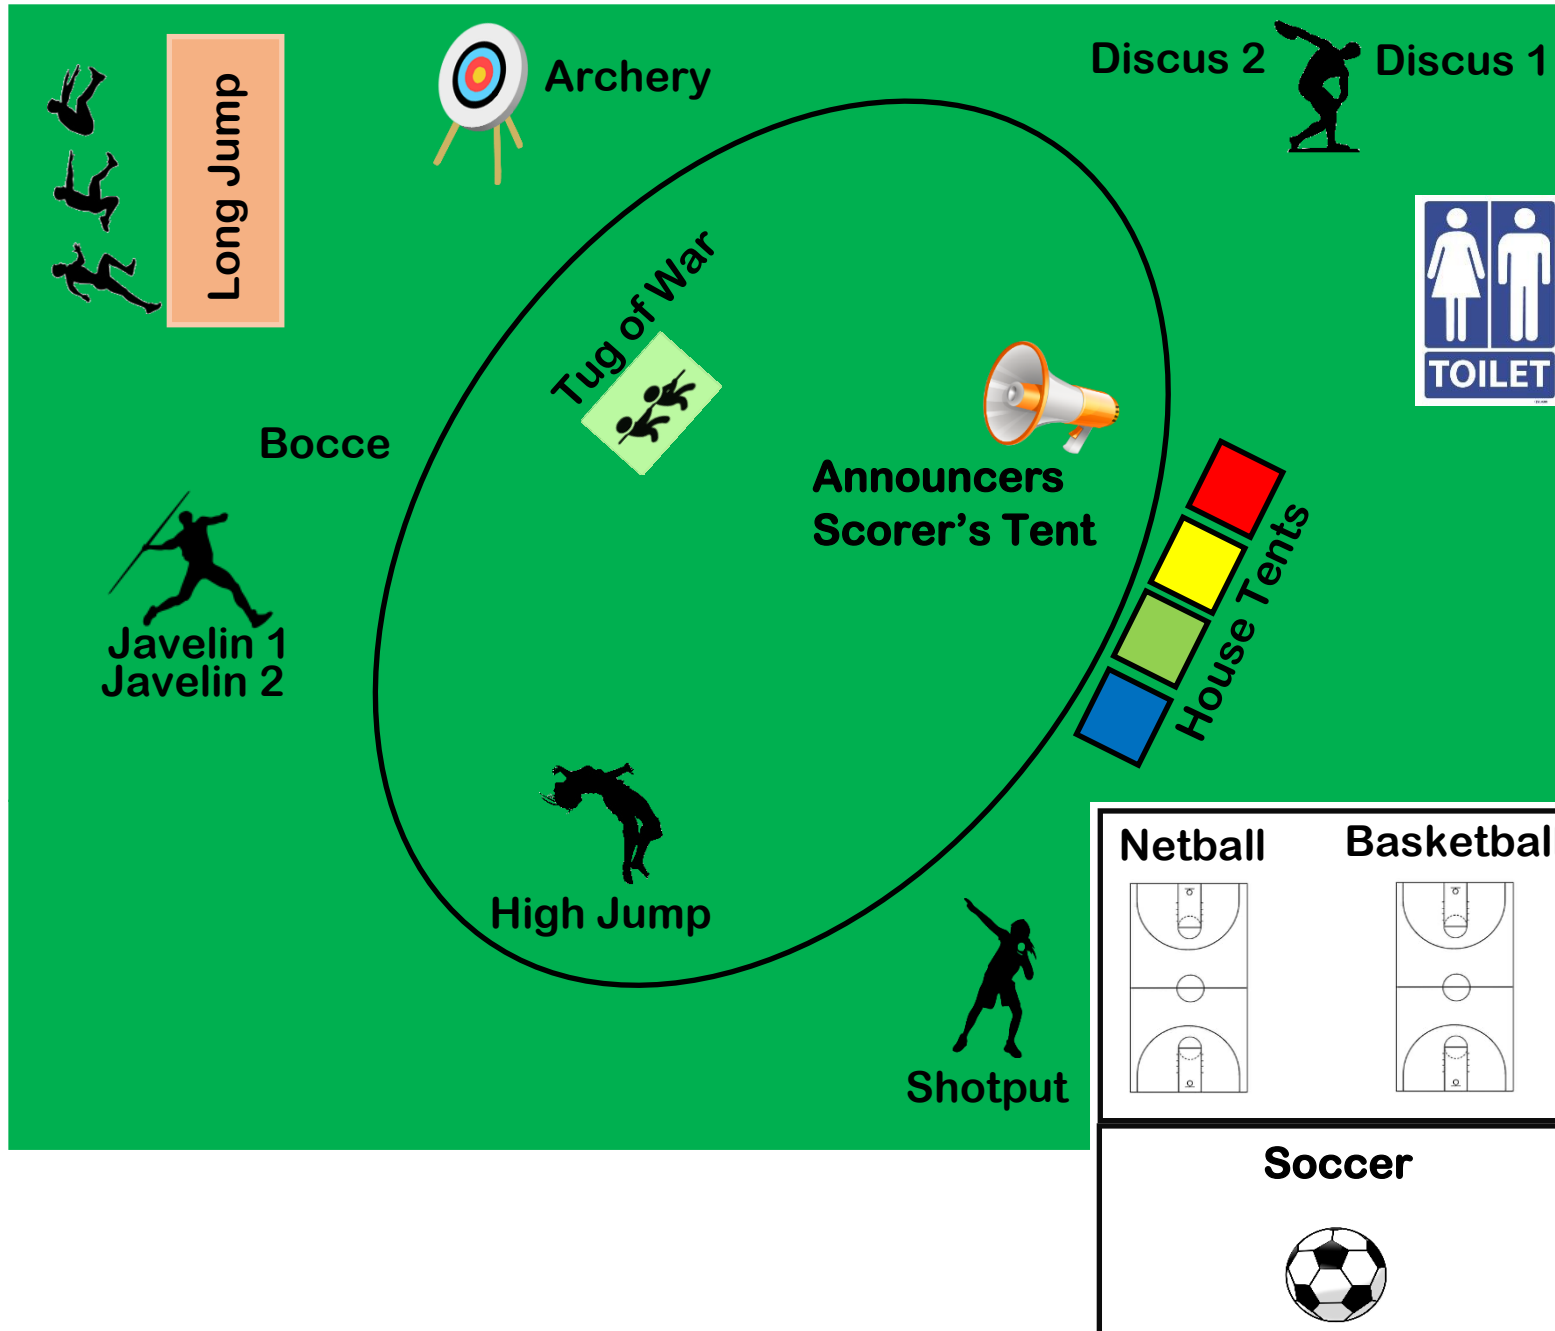 Discus 2
Discus 1
Archery
Long Jump
Tug of War
TOILET
Bocce
Announcers
Scorer's Tent
House Tents
Javelin 1
Javelin 2
Netball
Basketball
High Jump
Shotput
Soccer